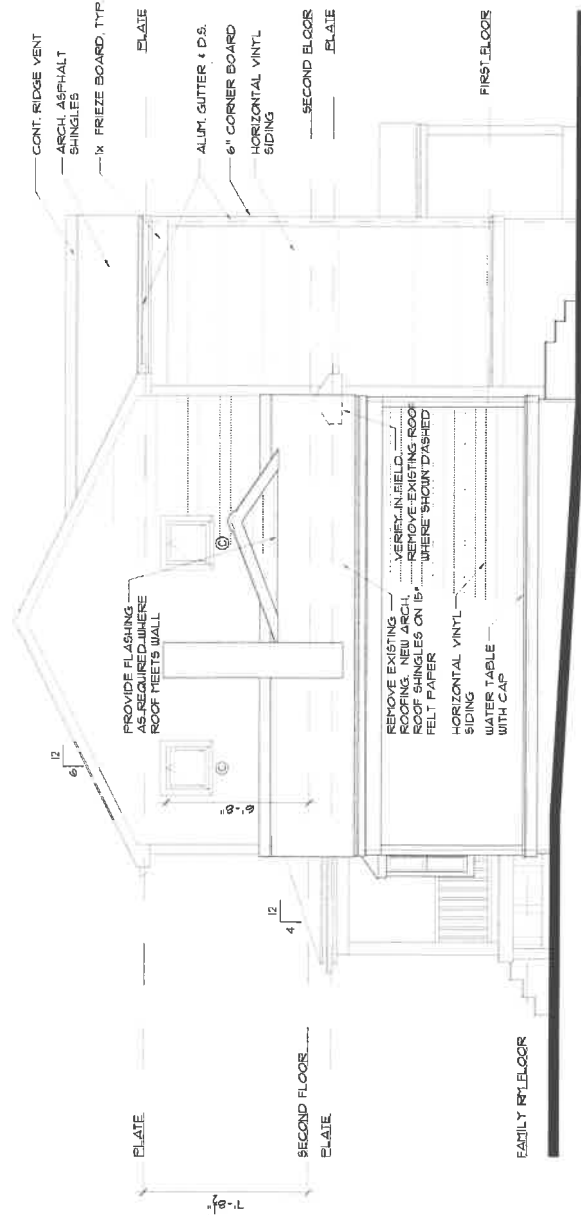 CONT. RIDGE VENT
ARCH. ASPHALT
SHINGLES
1x FRIEZE BOARD, TYP.
PLATE
ALUM. GUTTER & D.S.
6" CORNER BOARD
HORIZONTAL VINYL
SIDING
SECOND FLOOR
PLATE
FIRST FLOOR
PROVIDE FLASHING
AS REQUIRED WHERE
ROOF MEETS WALL
12
6
©
©
6'-8"
VERIFY IN FIELD
REMOVE EXISTING ROOF
WHERE SHOWN DASHED
REMOVE EXISTING
ROOFING. NEW ARCH.
ROOF SHINGLES ON 15#
FELT PAPER
HORIZONTAL VINYL
SIDING
WATER TABLE
WITH CAP
12
4
PLATE
SECOND FLOOR
PLATE
FAMILY RM FLOOR
7'-8½"